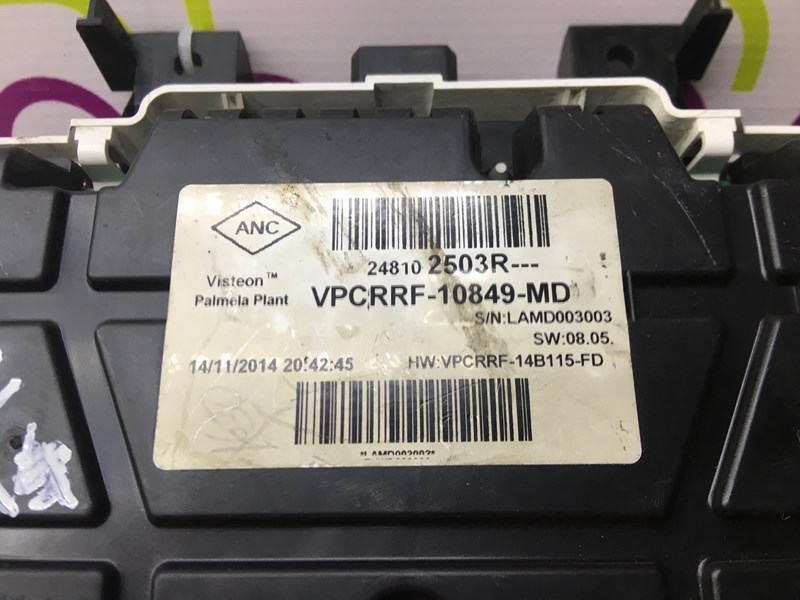 ANC
24810 2503R---
Visteon™
Palmela Plant
VPCRRF-10849-MD
S/N:LAMD003003
SW:08.05.
14/11/2014 20:42:45
HW:VPCRRF-14B115-FD